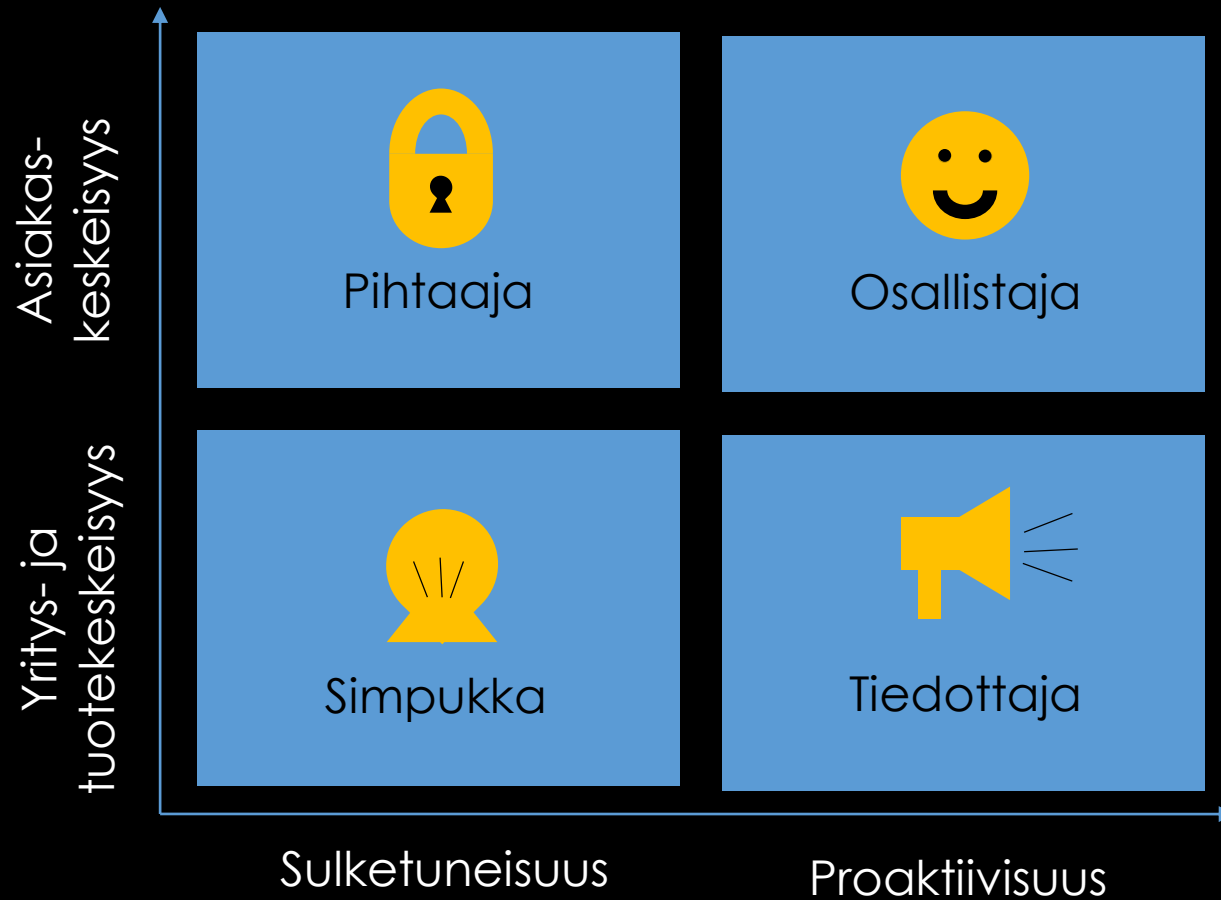 Asiakas-
keskeisyys
Pihtaaja
Osallistaja
Yritys- ja
tuotekeskeisyys
Simpukka
Tiedottaja
Sulketuneisuus
Proaktiivisuus